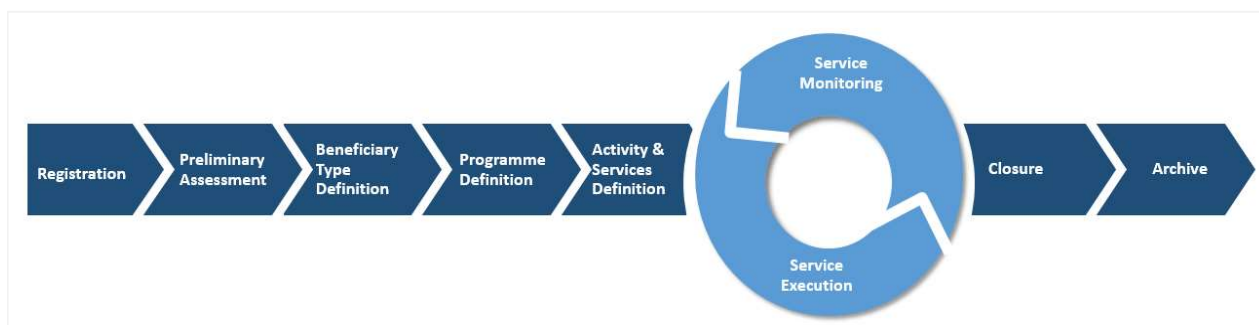 Registration
Preliminary
Assessment
Beneficiary
Type
Definition
Programme
Definition
Activity &
Services
Definition
Service
Monitoring
Service
Execution
Closure
Archive